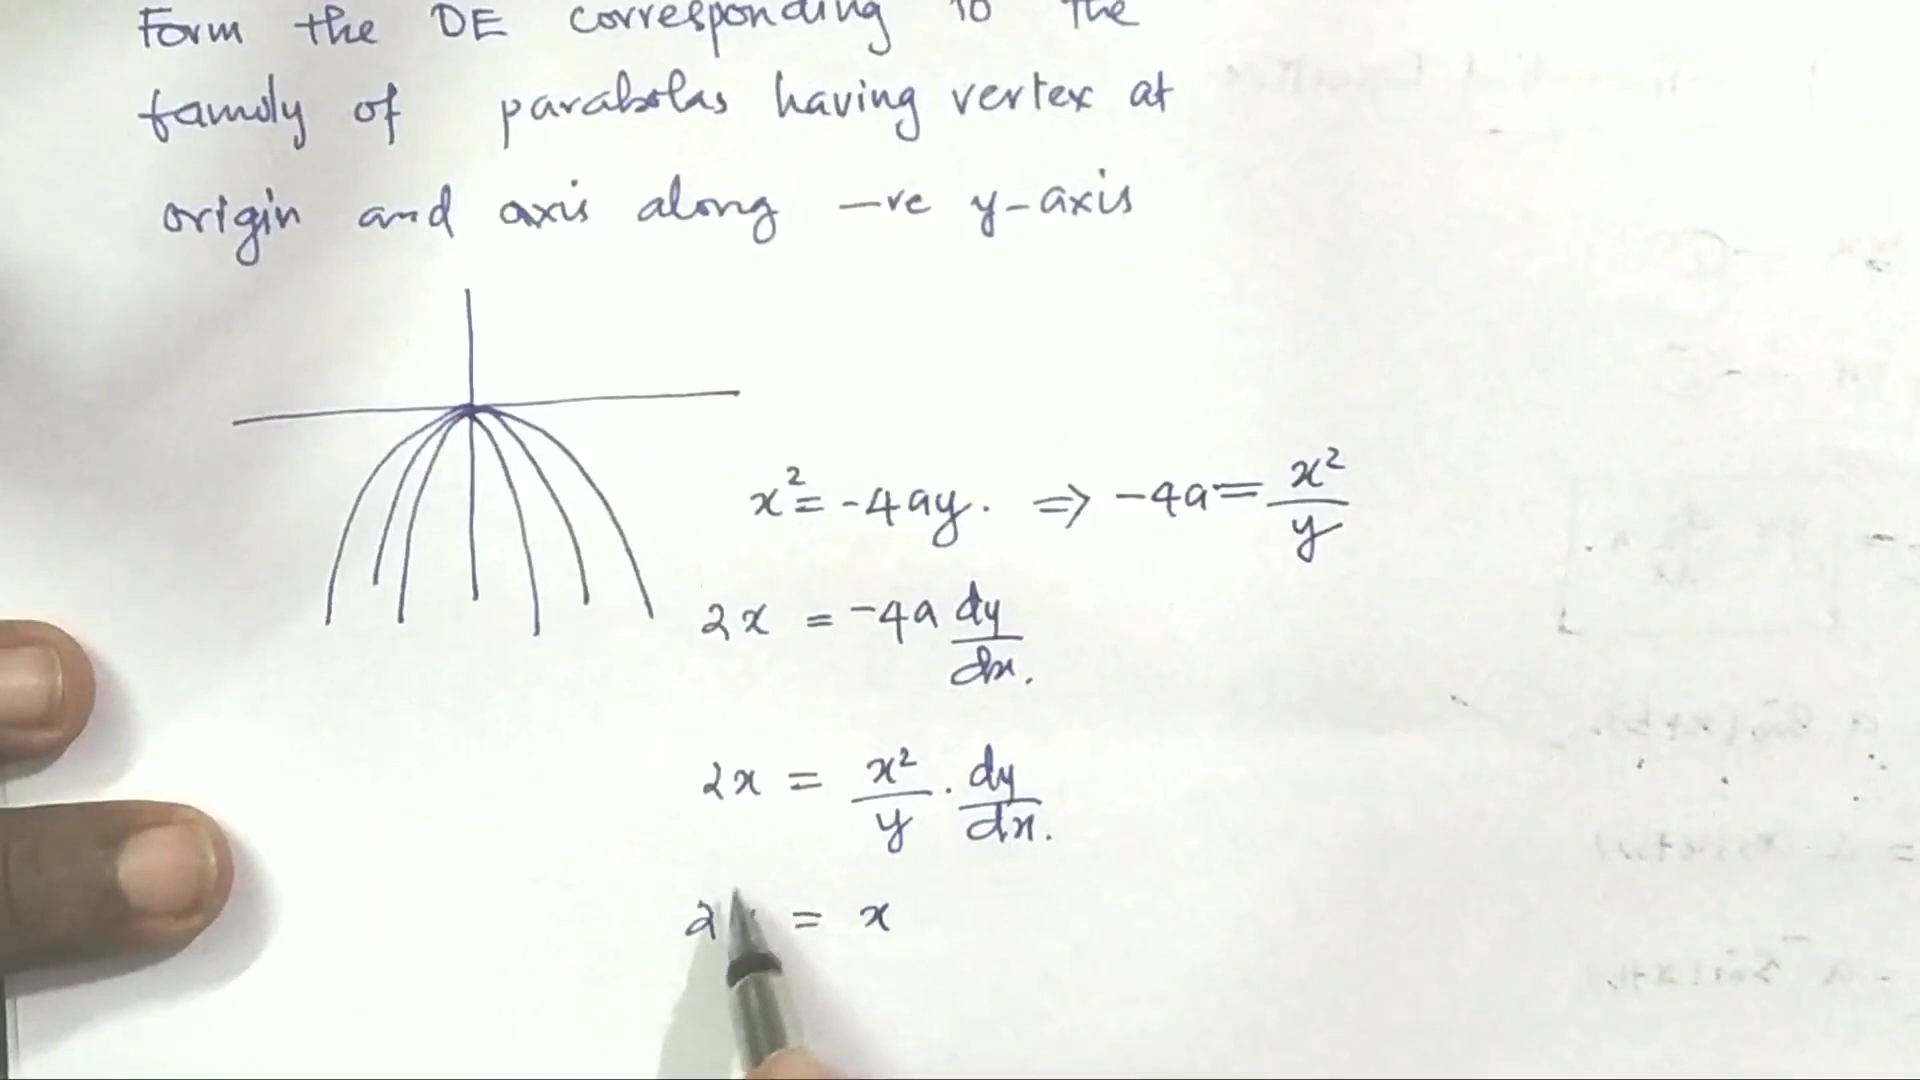 Form the DE corresponding to the
family of parabolas having vertex at
origin and axis along -ve y-axis
x² = -4ay. ⇒ -4a = x²/y
2x = -4a dy/dx.
2x = x²/y · dy/dx.
2 = x